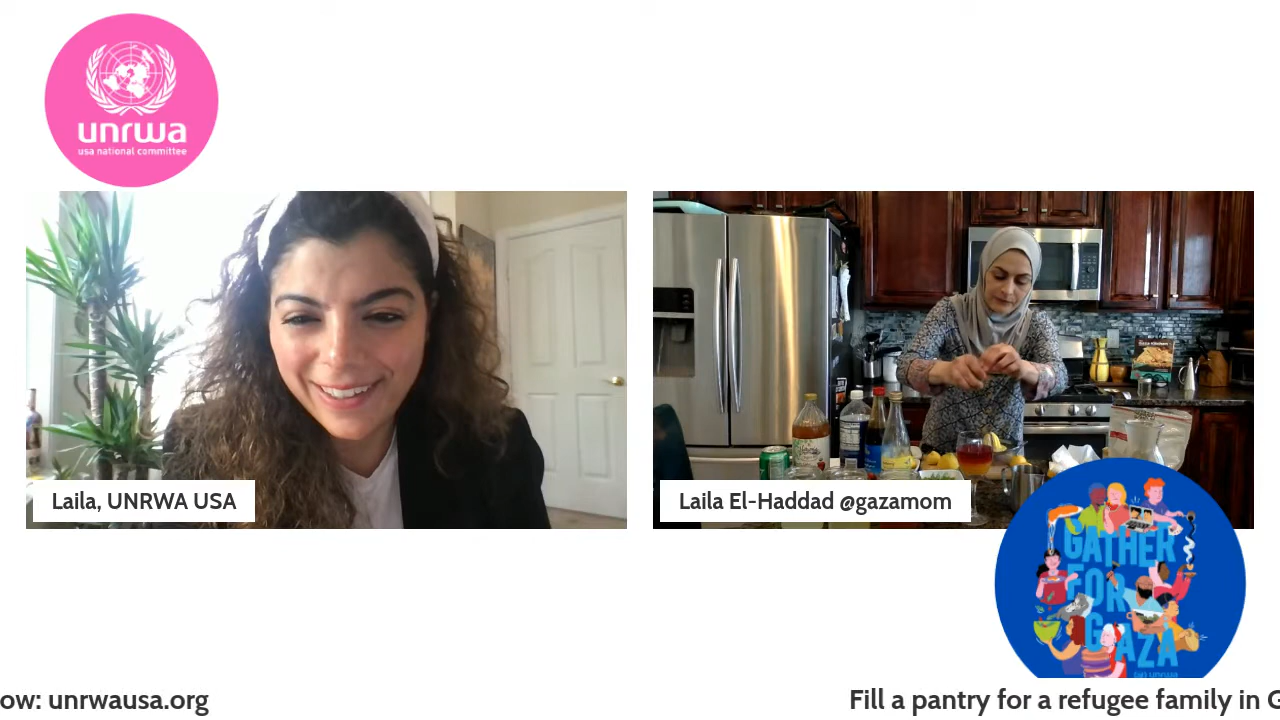 unrwa
usa national committee
Laila, UNRWA USA
Laila El-Haddad @gazamom
GATHER
FOR
GAZA
ow: unrwausa.org
Fill a pantry for a refugee family in G